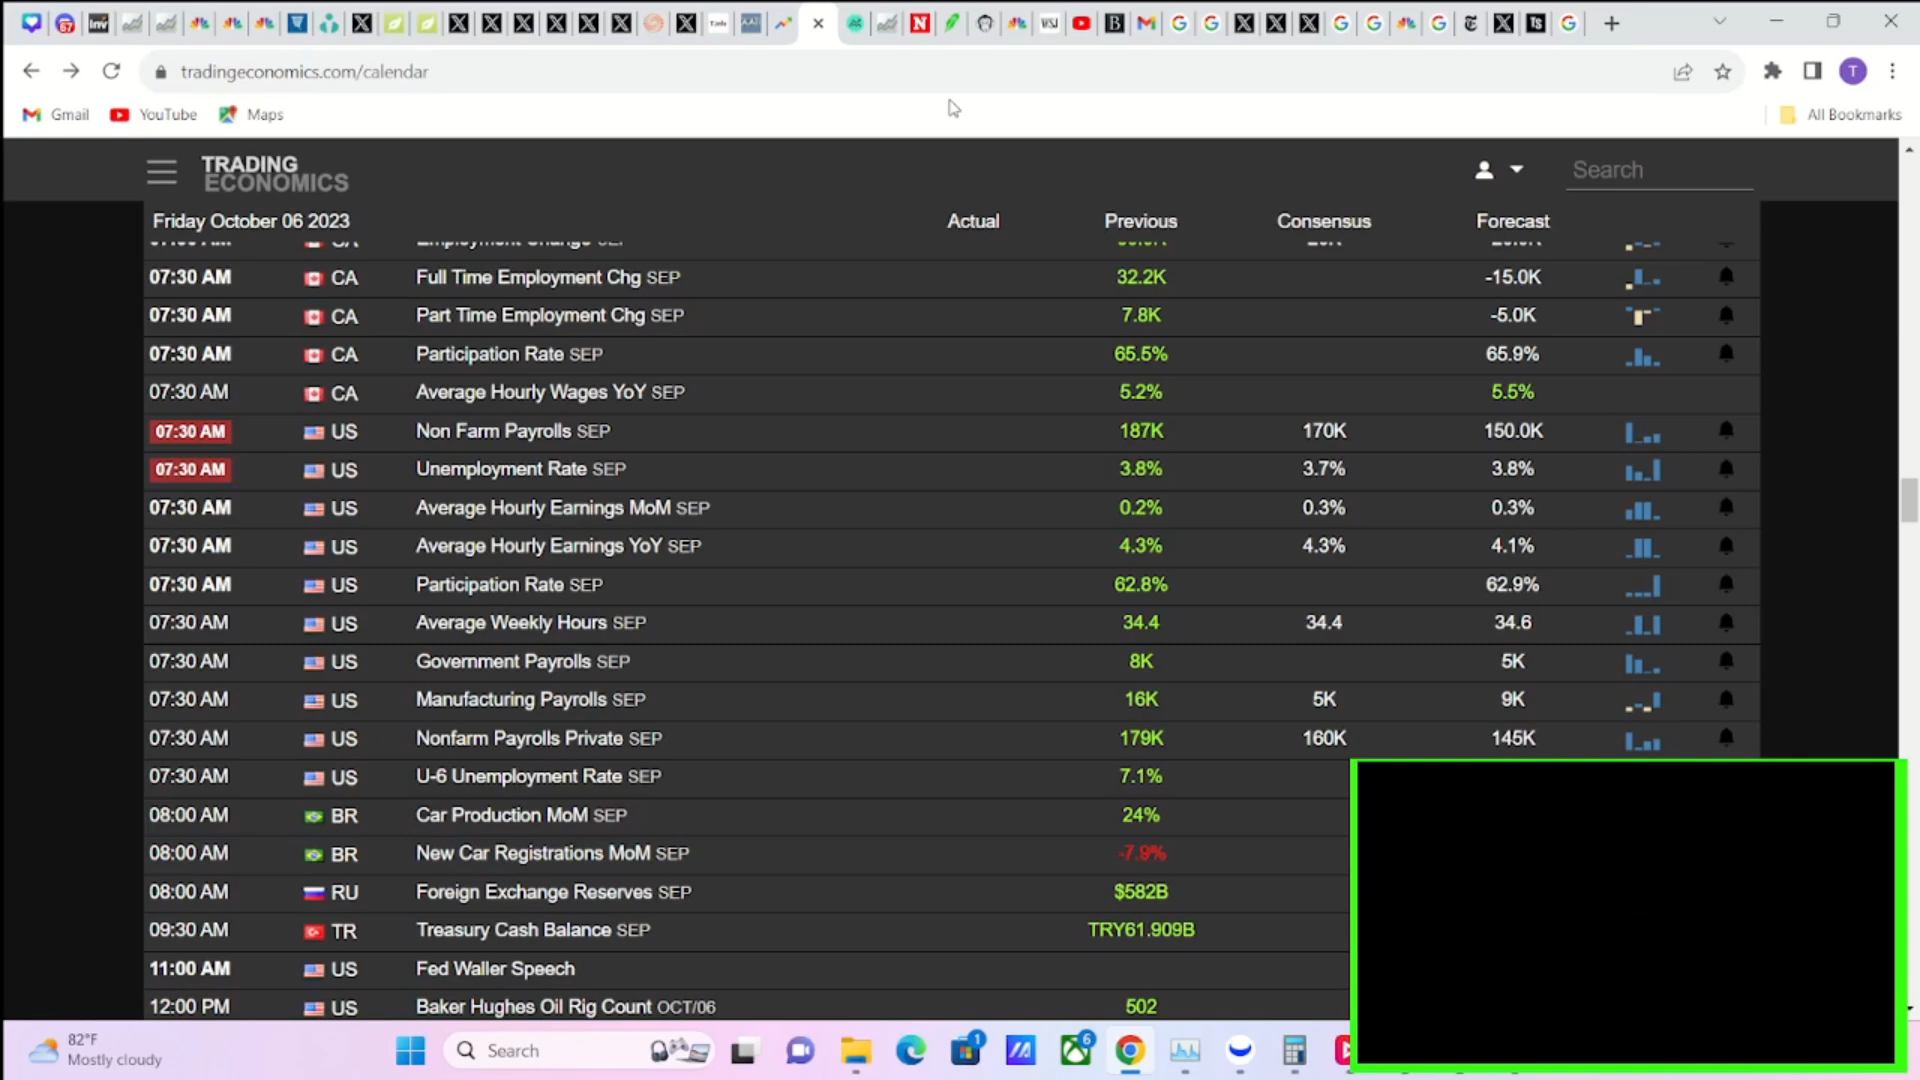 67
Inv
WSJ
B
TS
tradingeconomics.com/calendar
T
Gmail YouTube Maps All Bookmarks
TRADING
ECONOMICS
Search
Friday October 06 2023 Actual Previous Consensus Forecast
07:30 AM CA Full Time Employment Chg SEP 32.2K -15.0K
07:30 AM CA Part Time Employment Chg SEP 7.8K -5.0K
07:30 AM CA Participation Rate SEP 65.5% 65.9%
07:30 AM CA Average Hourly Wages YoY SEP 5.2% 5.5%
07:30 AM US Non Farm Payrolls SEP 187K 170K 150.0K
07:30 AM US Unemployment Rate SEP 3.8% 3.7% 3.8%
07:30 AM US Average Hourly Earnings MoM SEP 0.2% 0.3% 0.3%
07:30 AM US Average Hourly Earnings YoY SEP 4.3% 4.3% 4.1%
07:30 AM US Participation Rate SEP 62.8% 62.9%
07:30 AM US Average Weekly Hours SEP 34.4 34.4 34.6
07:30 AM US Government Payrolls SEP 8K 5K
07:30 AM US Manufacturing Payrolls SEP 16K 5K 9K
07:30 AM US Nonfarm Payrolls Private SEP 179K 160K 145K
07:30 AM US U-6 Unemployment Rate SEP 7.1%
08:00 AM BR Car Production MoM SEP 24%
08:00 AM BR New Car Registrations MoM SEP -7.9%
08:00 AM RU Foreign Exchange Reserves SEP $582B
09:30 AM TR Treasury Cash Balance SEP TRY61.909B
11:00 AM US Fed Waller Speech
12:00 PM US Baker Hughes Oil Rig Count OCT/06 502
82°F
Mostly cloudy
Search
1
6